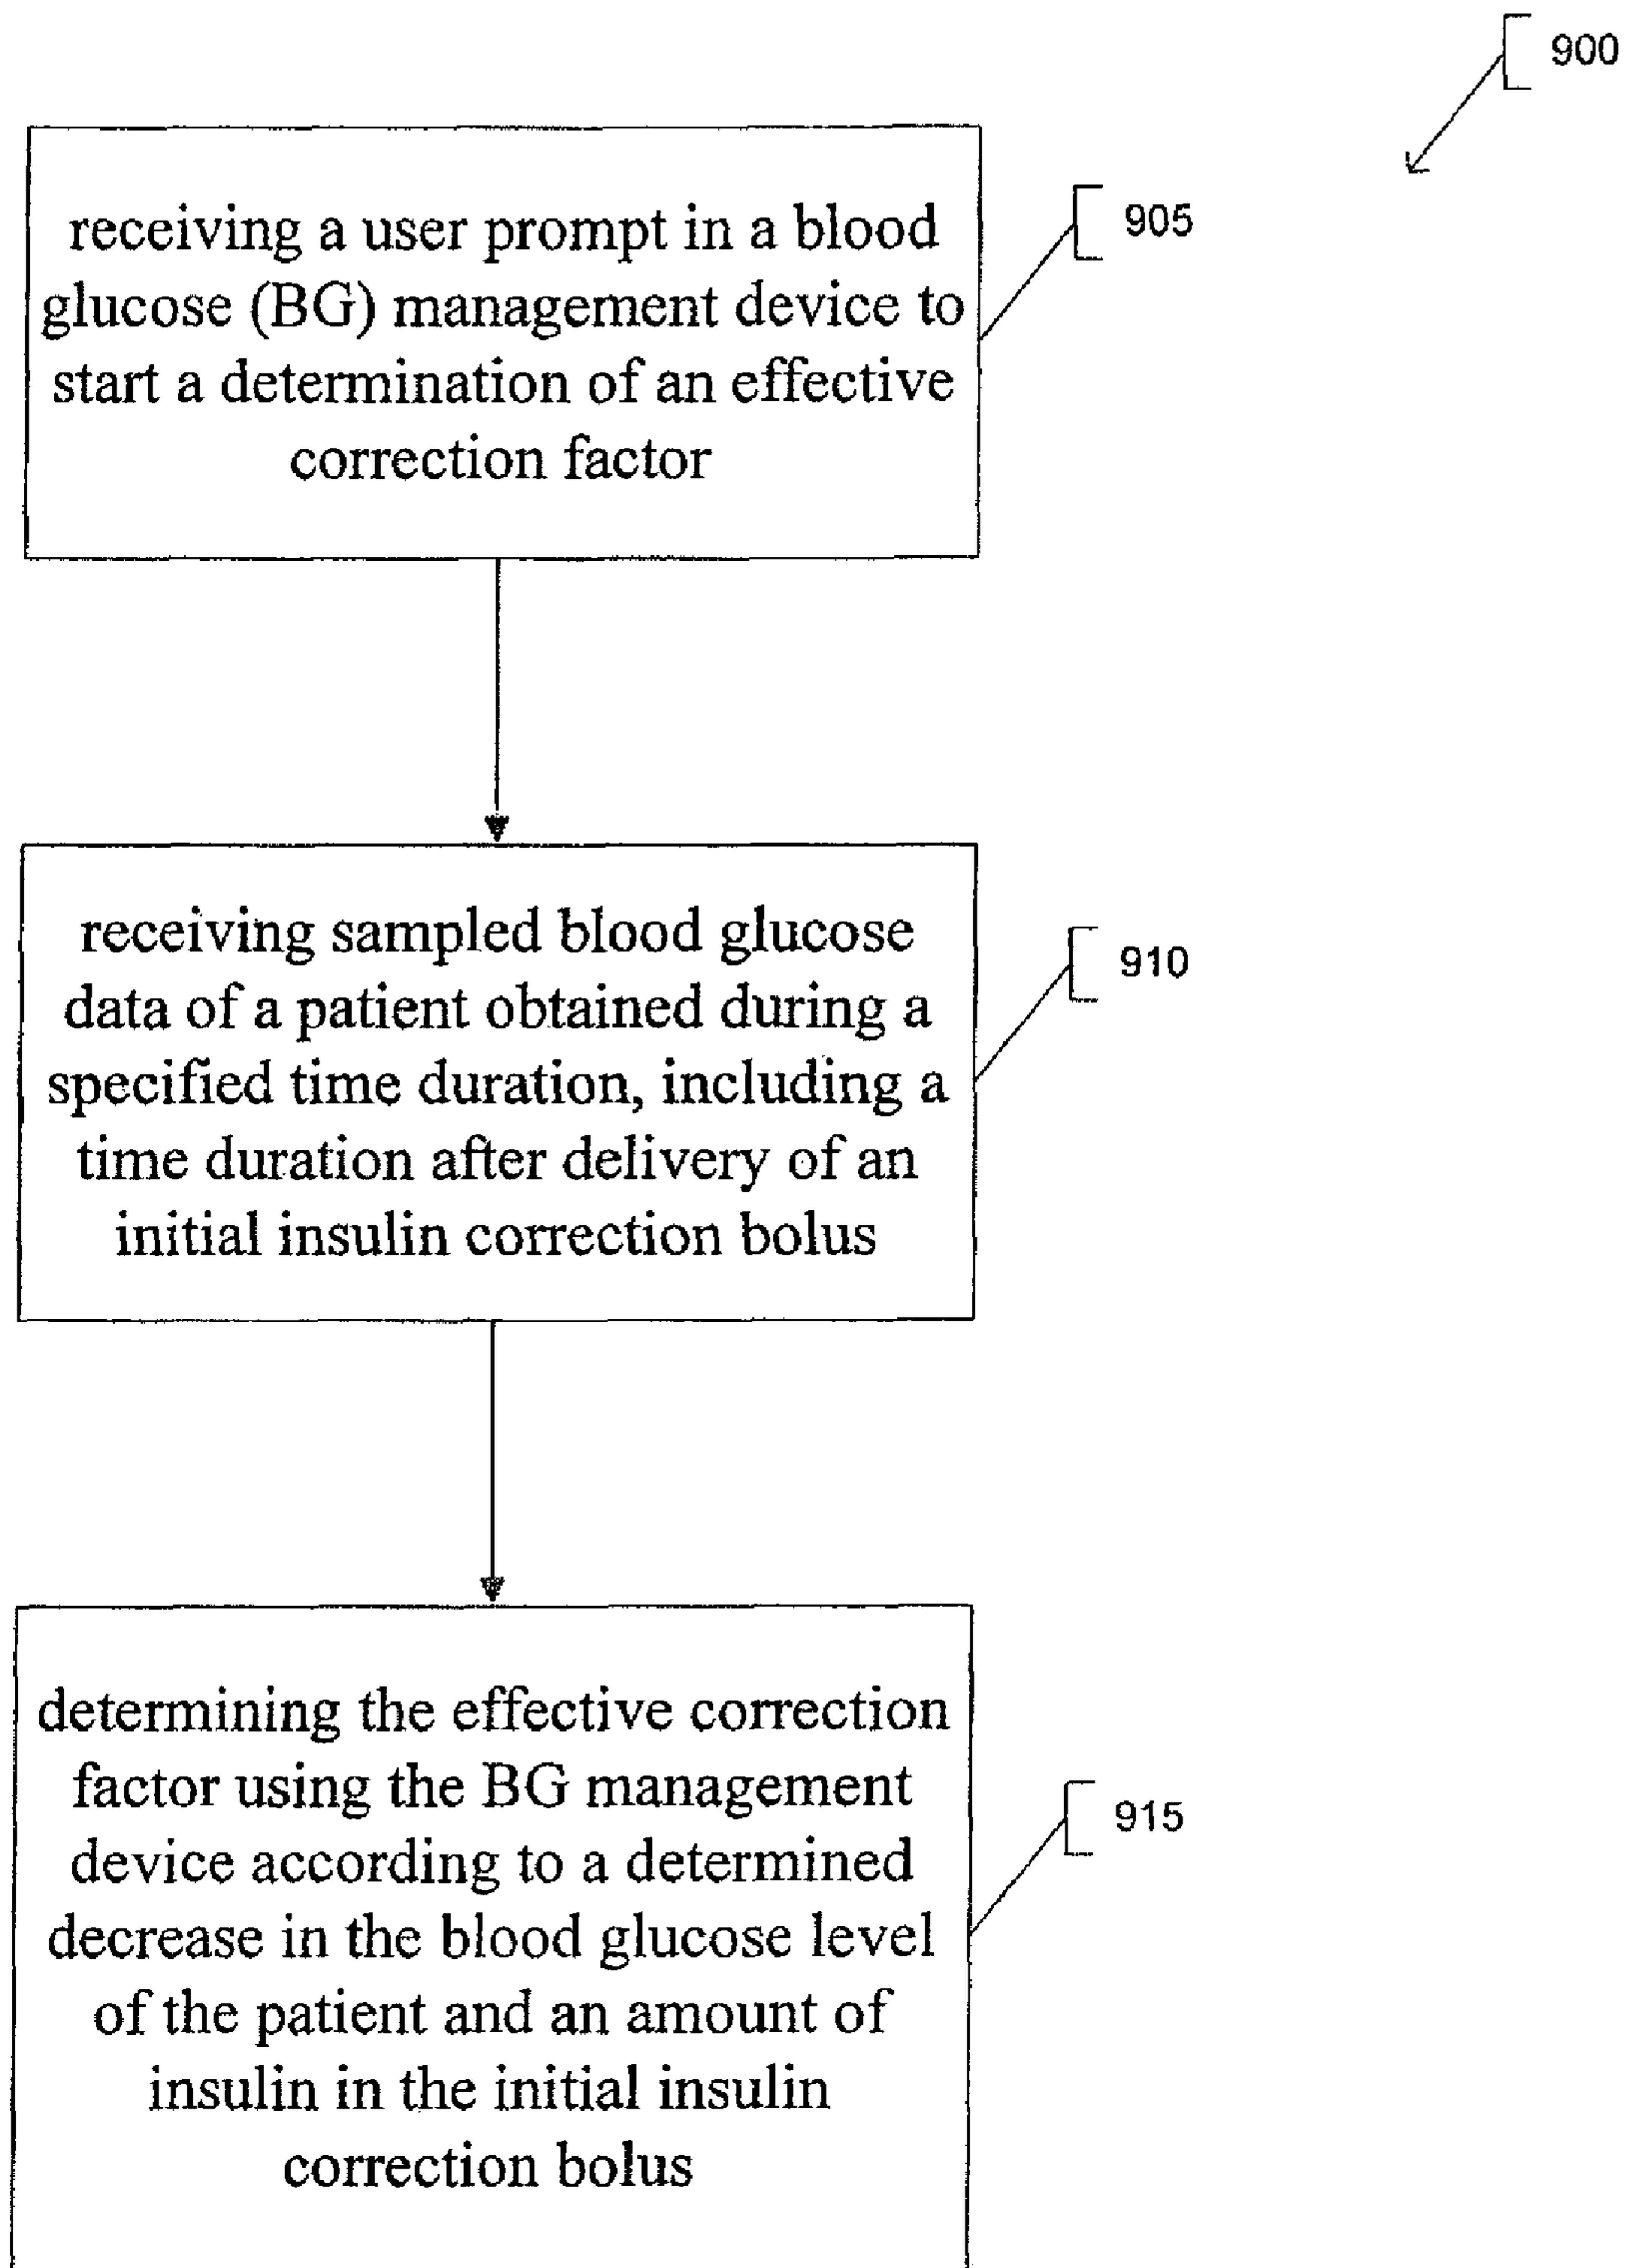 900
receiving a user prompt in a blood
glucose (BG) management device to
start a determination of an effective
correction factor
905
receiving sampled blood glucose
data of a patient obtained during a
specified time duration, including a
time duration after delivery of an
initial insulin correction bolus
910
determining the effective correction
factor using the BG management
device according to a determined
decrease in the blood glucose level
of the patient and an amount of
insulin in the initial insulin
correction bolus
915